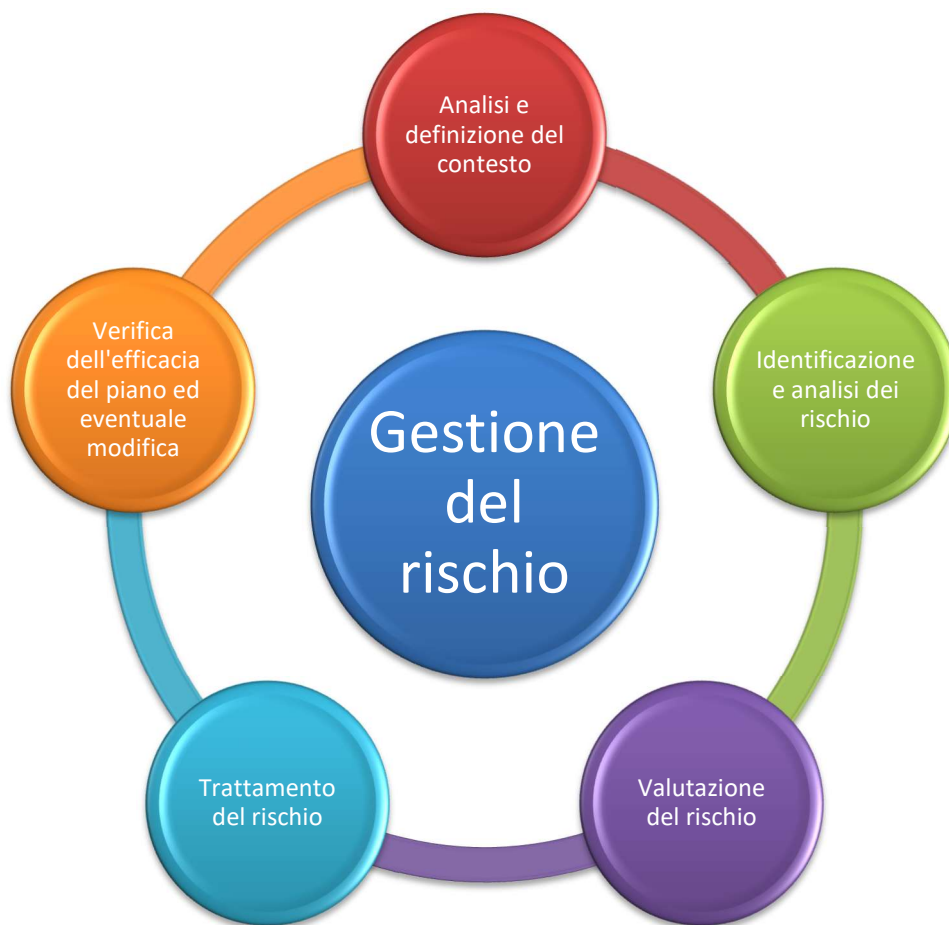 Analisi e
definizione del
contesto
Identificazione
e analisi dei
rischio
Valutazione
del rischio
Trattamento
del rischio
Verifica
dell'efficacia
del piano ed
eventuale
modifica
Gestione
del
rischio